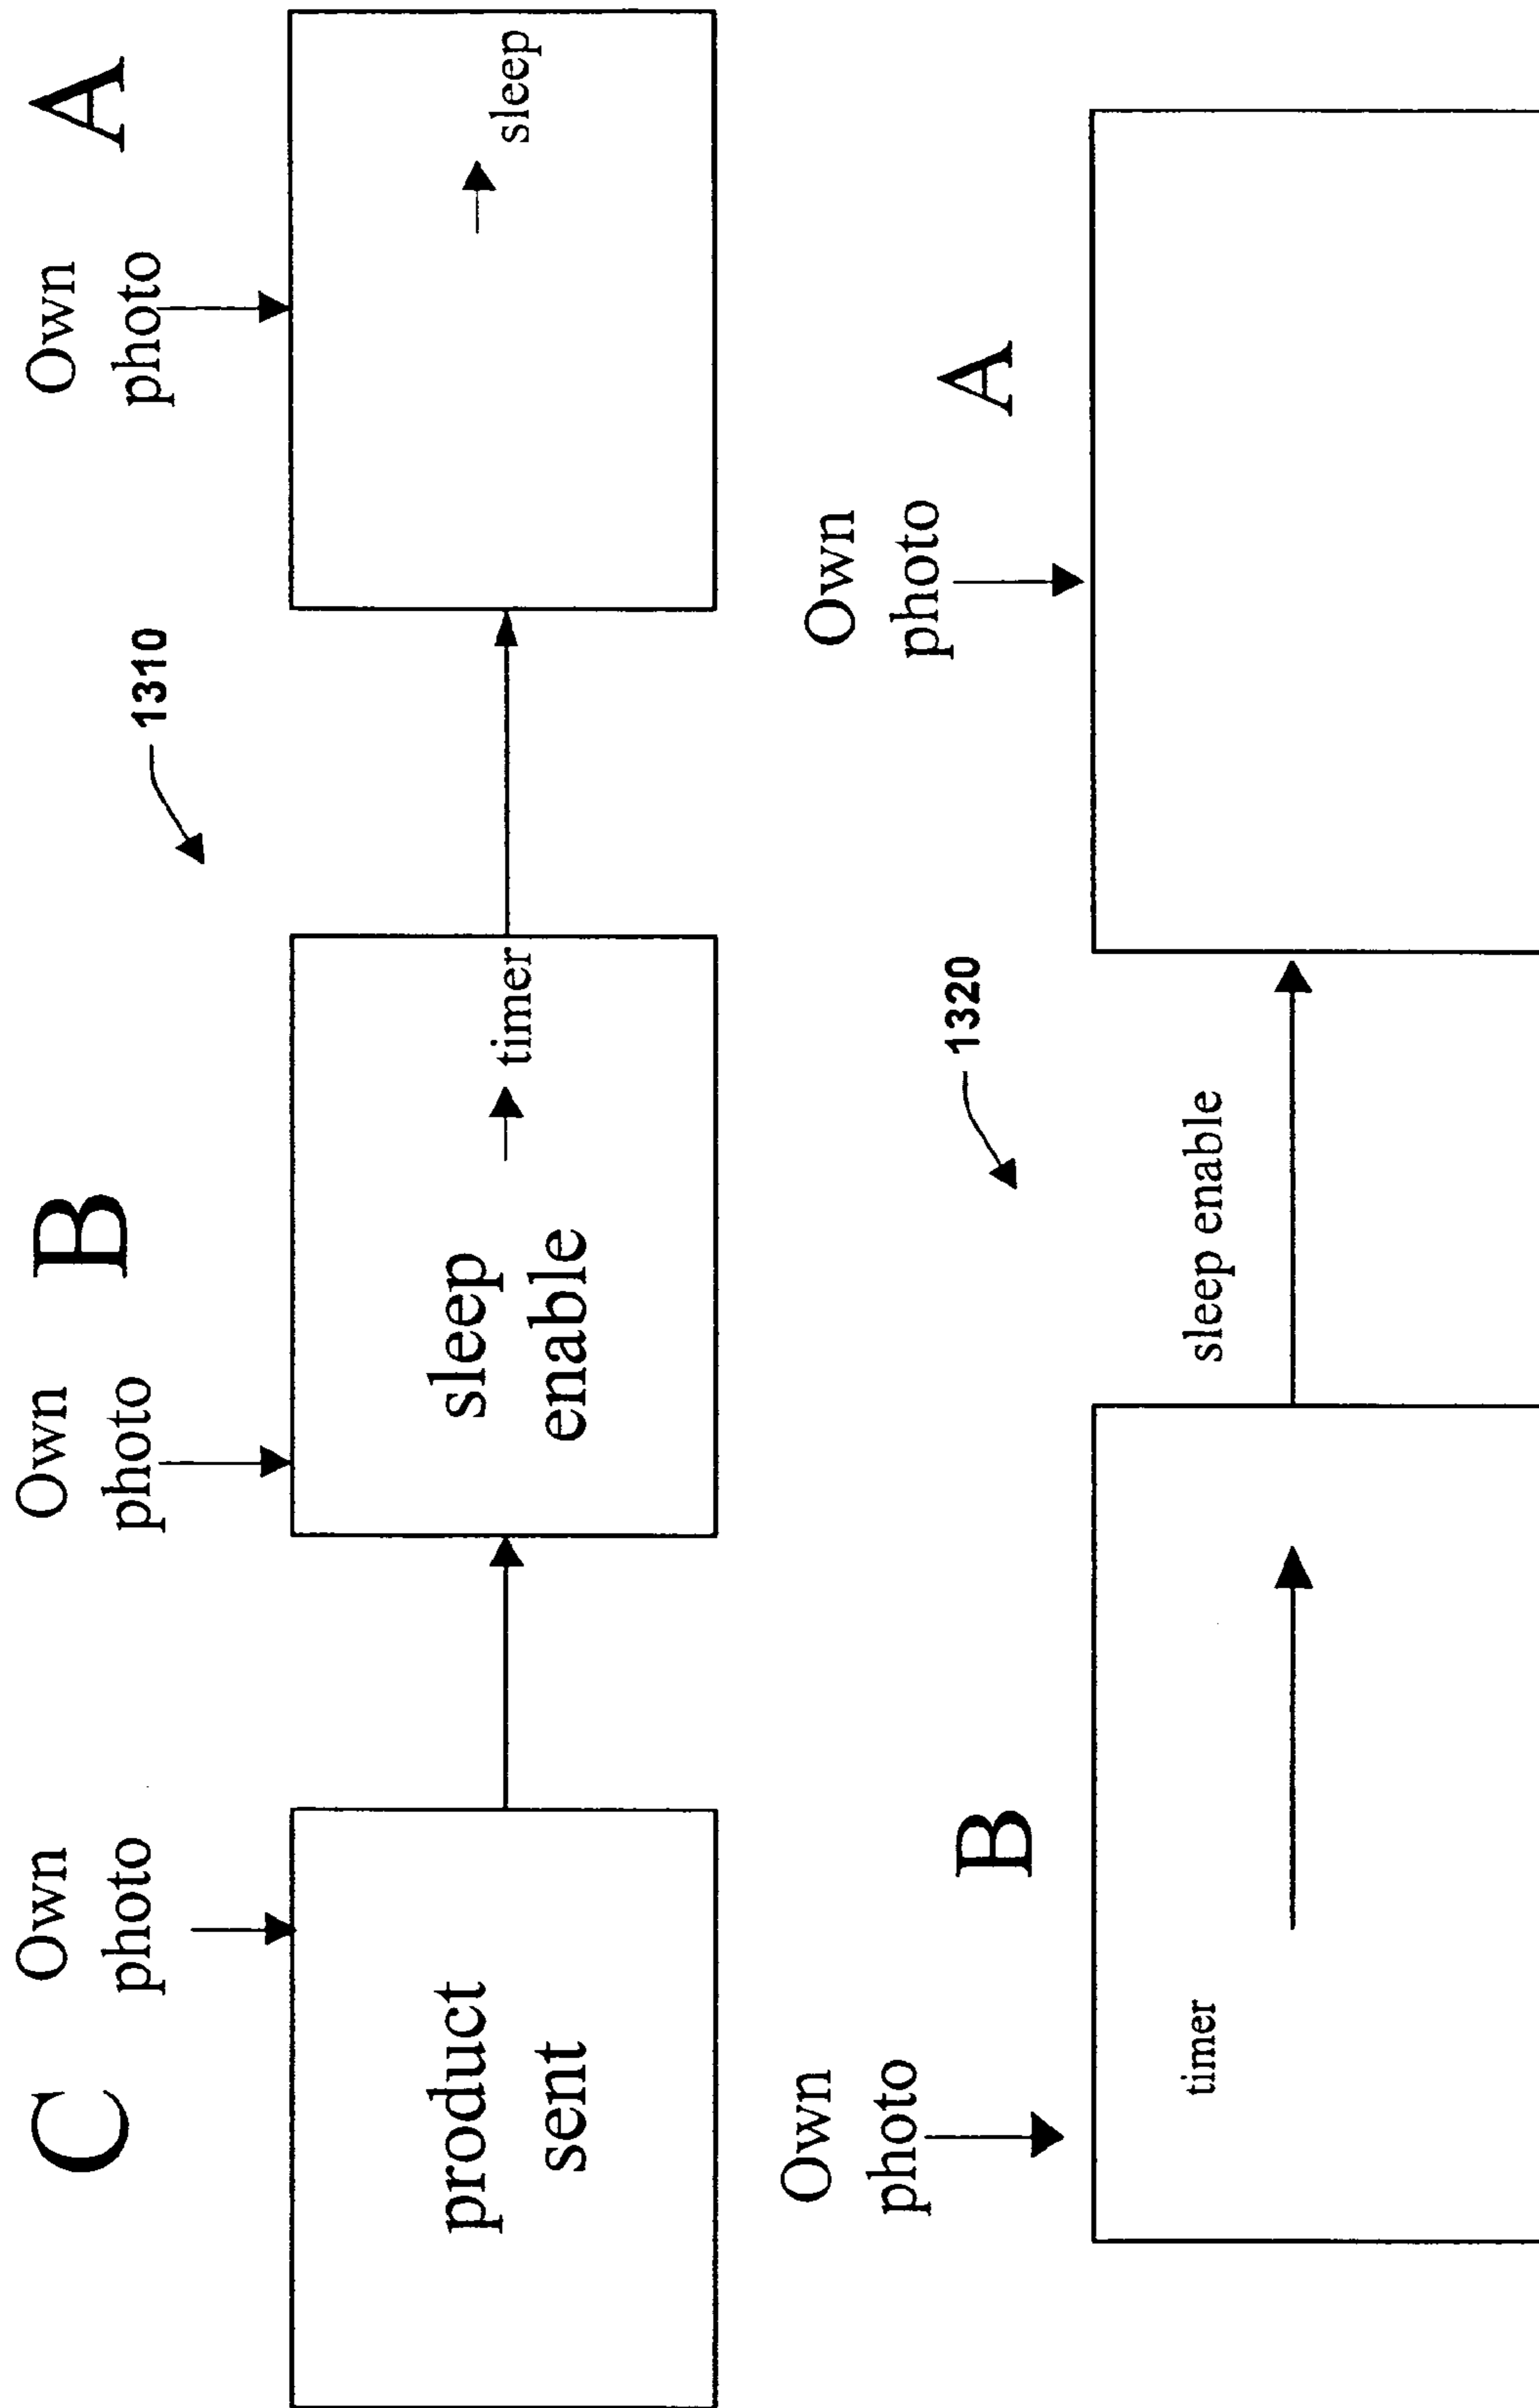 C
Own
photo
product
sent
Own
photo
B
sleep
enable
timer
1310
Own
photo
A
sleep
Own
photo
B
timer
sleep enable
1320
Own
photo
A